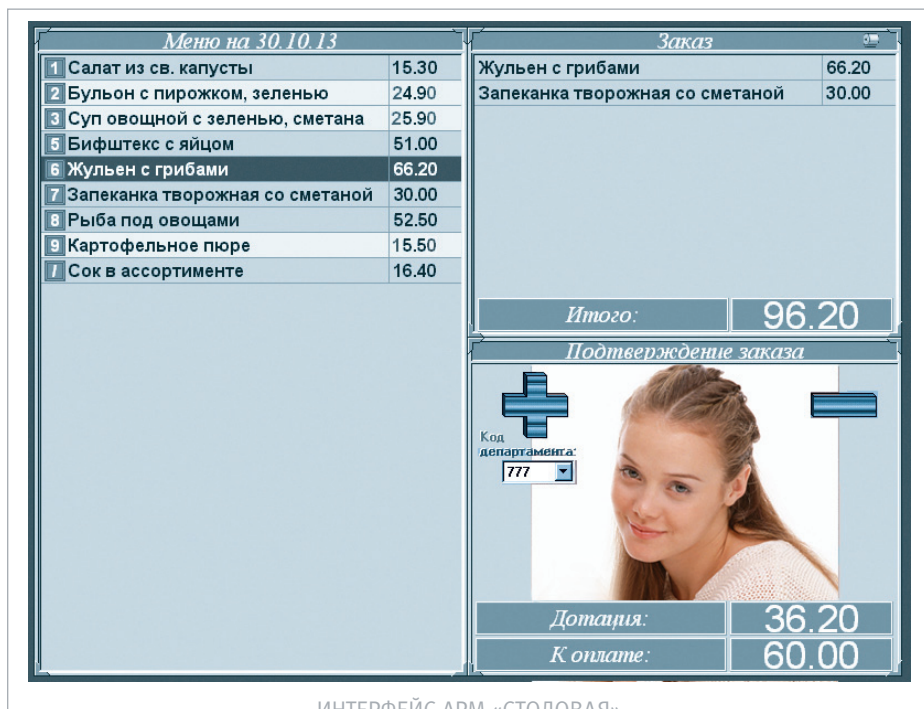 Меню на 30.10.13
1 Салат из св. капусты 15.30
2 Бульон с пирожком, зеленью 24.90
3 Суп овощной с зеленью, сметана 25.90
5 Бифштекс с яйцом 51.00
6 Жульен с грибами 66.20
7 Запеканка творожная со сметаной 30.00
8 Рыба под овощами 52.50
9 Картофельное пюре 15.50
/ Сок в ассортименте 16.40
Заказ
Жульен с грибами 66.20
Запеканка творожная со сметаной 30.00
Итого: 96.20
Подтверждение заказа
Код
департамента:
777
Дотация: 36.20
К оплате: 60.00
ИНТЕРФЕЙС АРМ «СТОЛОВАЯ»